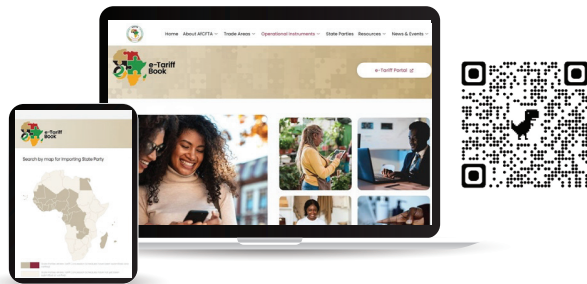 Home About AfCFTA Trade Areas Operational Instruments State Parties Resources News & Events
e-Tariff
Book
e-Tariff Portal
e-Tariff
Book
Search by map for Importing State Party